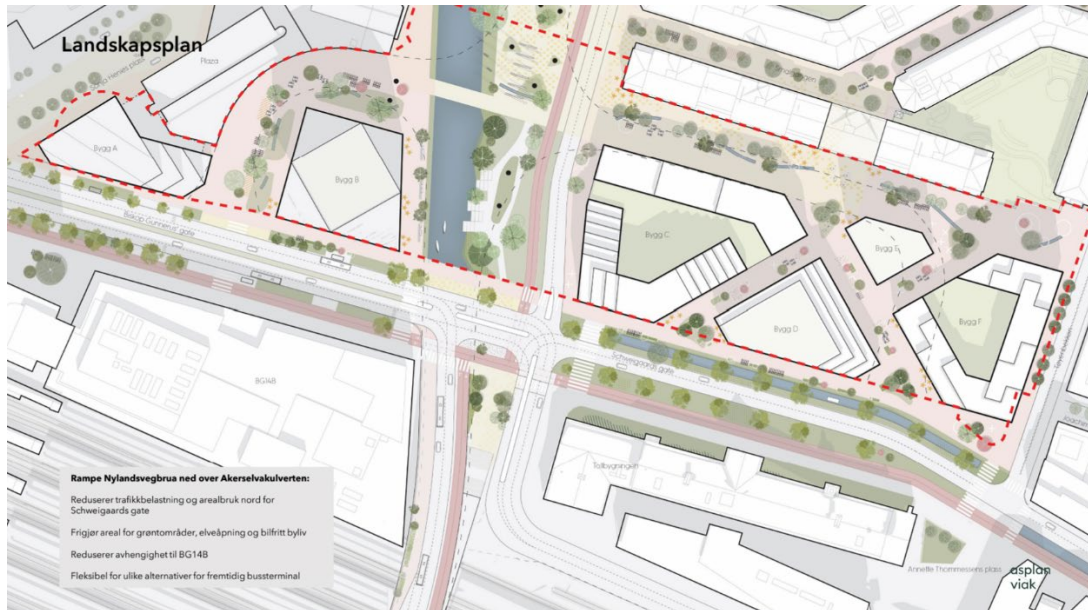 Landskapsplan
Plaza
Bygg A
Bygg B
Biskop Gunnerus' gate
Bygg C
Bygg E
Bygg D
Bygg F
Schweigaards gate
BG14B
Tollbygningen
Rampe Nylandsvegbrua ned over Akerselvakulverten:
Reduserer trafikkbelastning og arealbruk nord for
Schweigaards gate
Frigjør areal for grøntområder, elveåpning og bilfritt byliv
Reduserer avhengighet til BG14B
Fleksibel for ulike alternativer for fremtidig bussterminal
Annette Thommessens plass
asplan
viak